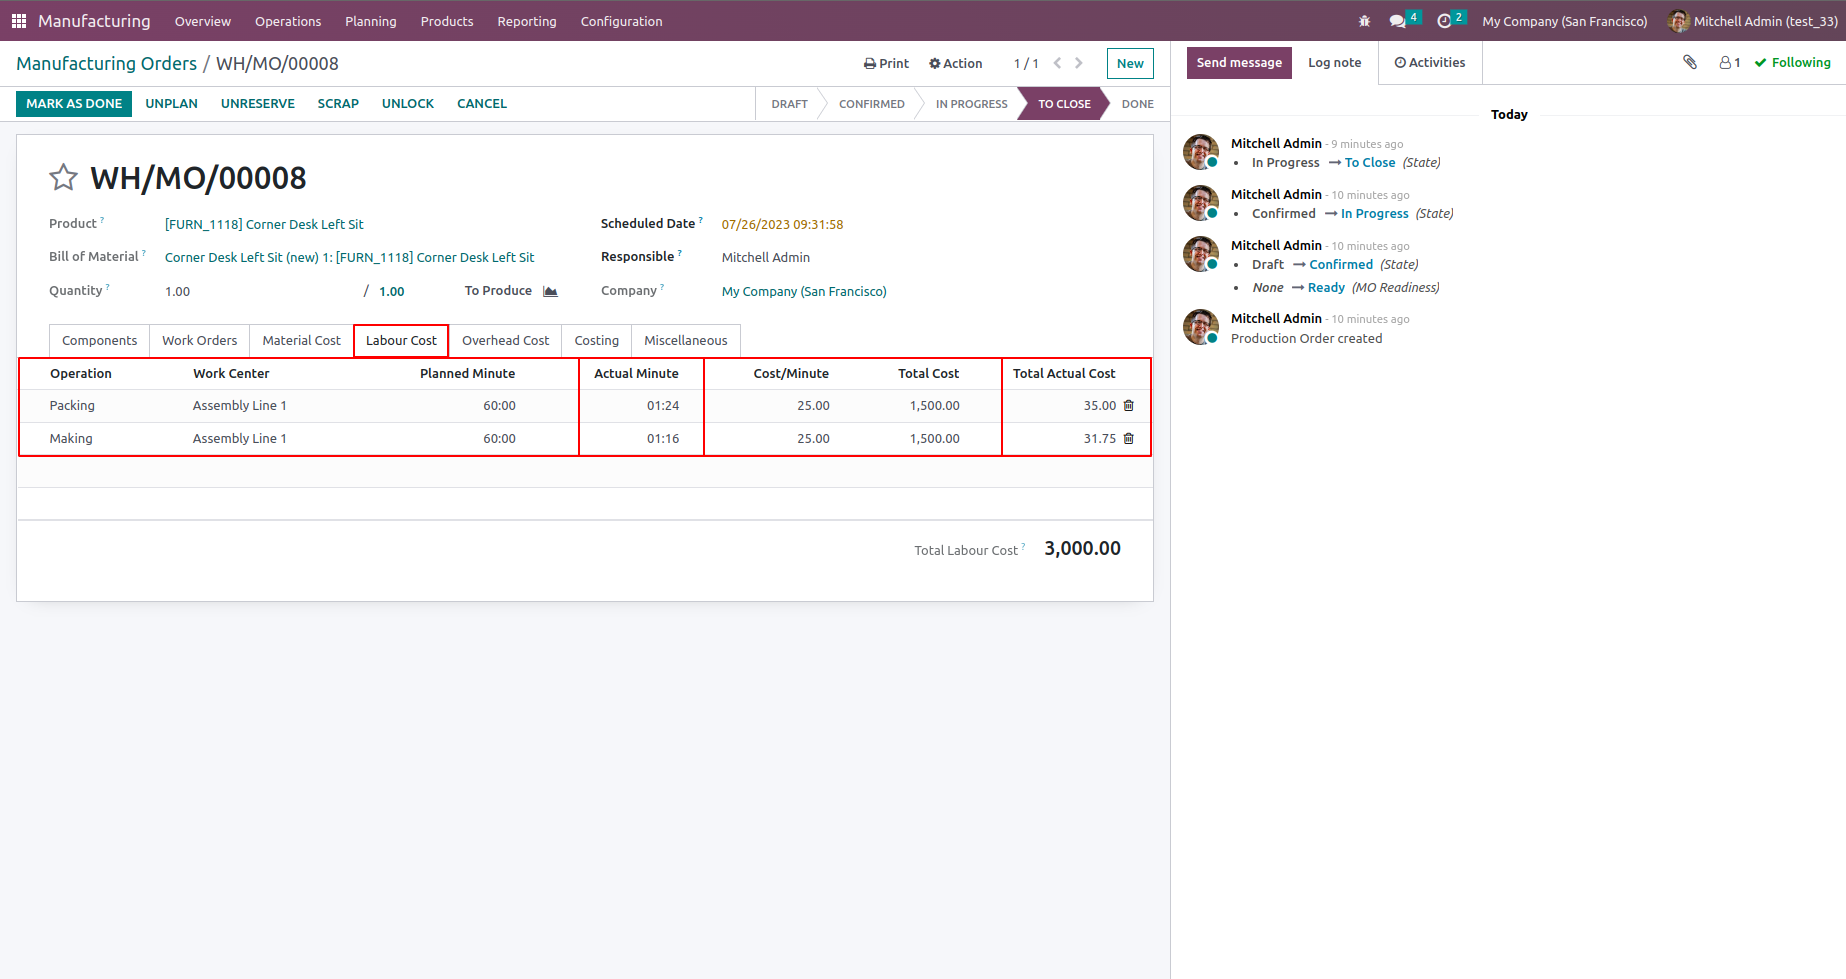 Manufacturing Overview Operations Planning Products Reporting Configuration 4 2 My Company (San Francisco) Mitchell Admin (test_33)
Manufacturing Orders / WH/MO/00008 Print Action 1 / 1 New
MARK AS DONE UNPLAN UNRESERVE SCRAP UNLOCK CANCEL DRAFT CONFIRMED IN PROGRESS TO CLOSE DONE
WH/MO/00008
Product ? [FURN_1118] Corner Desk Left Sit Scheduled Date ? 07/26/2023 09:31:58
Bill of Material ? Corner Desk Left Sit (new) 1: [FURN_1118] Corner Desk Left Sit Responsible ? Mitchell Admin
Quantity ? 1.00 / 1.00 To Produce Company ? My Company (San Francisco)
Components Work Orders Material Cost Labour Cost Overhead Cost Costing Miscellaneous
Operation Work Center Planned Minute Actual Minute Cost/Minute Total Cost Total Actual Cost
Packing Assembly Line 1 60:00 01:24 25.00 1,500.00 35.00
Making Assembly Line 1 60:00 01:16 25.00 1,500.00 31.75
Total Labour Cost ? 3,000.00
Send message Log note Activities 1 Following
Today
Mitchell Admin - 9 minutes ago
• In Progress → To Close (State)
Mitchell Admin - 10 minutes ago
• Confirmed → In Progress (State)
Mitchell Admin - 10 minutes ago
• Draft → Confirmed (State)
• None → Ready (MO Readiness)
Mitchell Admin - 10 minutes ago
Production Order created